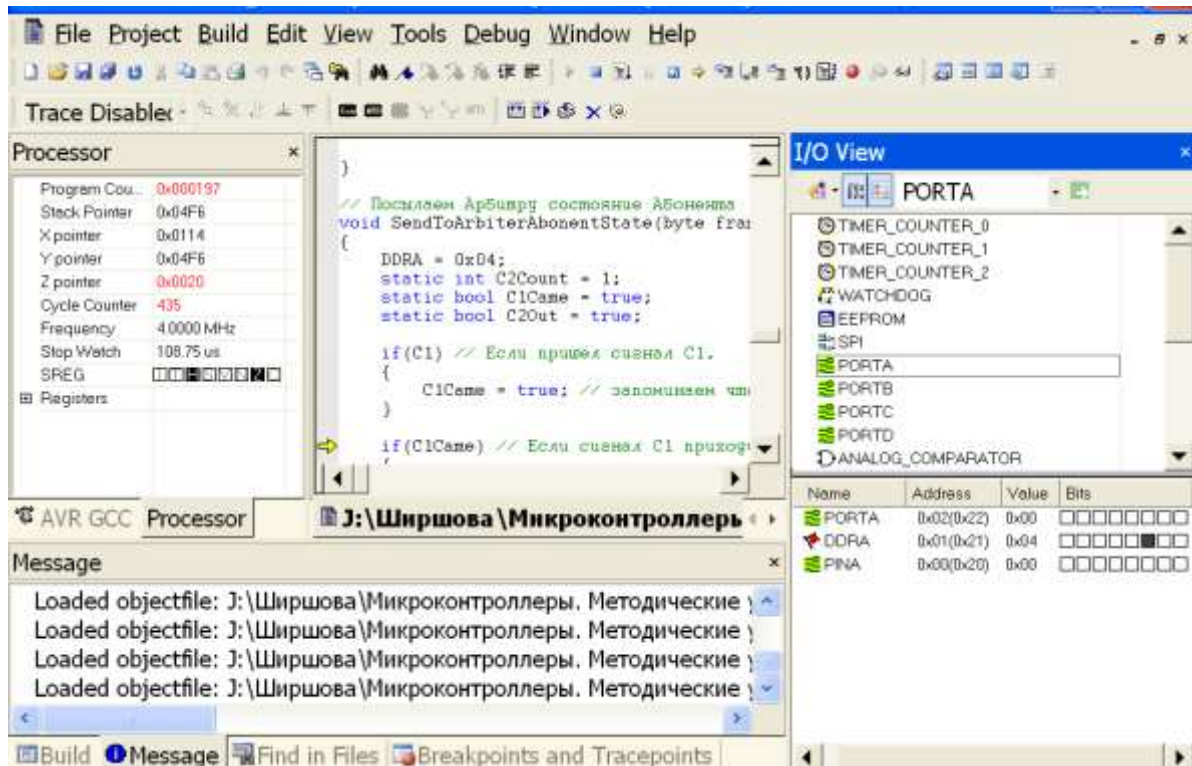 File Project Build Edit View Tools Debug Window Help
Trace Disablec
Processor
Program Cou... 0x000197
Stack Pointer 0x04F6
X pointer 0x0114
Y pointer 0x04F6
Z pointer 0x0020
Cycle Counter 435
Frequency 4.0000 MHz
Stop Watch 108.75 us
SREG
Registers
AVR GCC Processor
}
// Посылаем Арбитру состояние Абонента
void SendToArbiterAbonentState(byte fra
{
DDRA = 0x04;
static int C2Count = 1;
static bool C1Came = true;
static bool C2Out = true;
if(C1) // Если пришел сигнал C1.
{
C1Came = true; // запоминаем что
}
if(C1Came) // Если сигнал C1 приход
J:\Ширшова\Микроконтроллеры
I/O View
PORTA
TIMER_COUNTER_0
TIMER_COUNTER_1
TIMER_COUNTER_2
WATCHDOG
EEPROM
SPI
PORTA
PORTB
PORTC
PORTD
ANALOG_COMPARATOR
Name Address Value Bits
PORTA 0x02(0x22) 0x00
DDRA 0x01(0x21) 0x04
PINA 0x00(0x20) 0x00
Message
Loaded objectfile: J:\Ширшова\Микроконтроллеры. Методические у
Loaded objectfile: J:\Ширшова\Микроконтроллеры. Методические у
Loaded objectfile: J:\Ширшова\Микроконтроллеры. Методические у
Loaded objectfile: J:\Ширшова\Микроконтроллеры. Методические у
Build Message Find in Files Breakpoints and Tracepoints